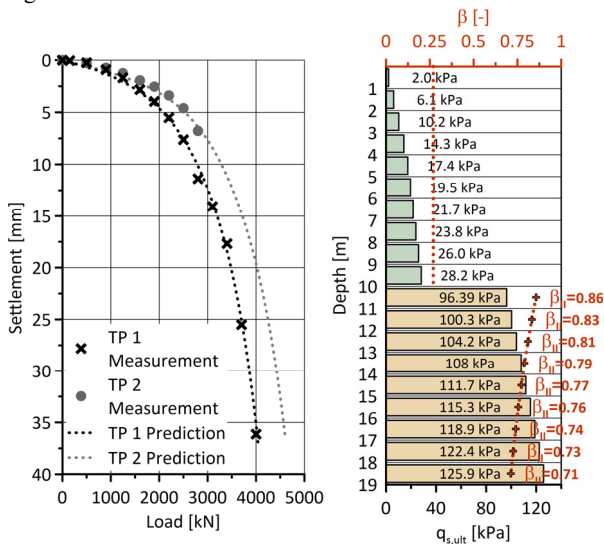 0
5
10
15
20
25
30
35
40
Settlement [mm]
TP 1
Measurement
TP 2
Measurement
TP 1 Prediction
TP 2 Prediction
0 1000 2000 3000 4000 5000
Load [kN]
β [-]
0 0.25 0.5 0.75 1
Depth [m]
2.0 kPa
1
6.1 kPa
2
10.2 kPa
3
14.3 kPa
4
17.4 kPa
5
19.5 kPa
6
21.7 kPa
7
23.8 kPa
8
26.0 kPa
9
28.2 kPa
10
96.39 kPa βII=0.86
11
100.3 kPa βII=0.83
12
104.2 kPa βII=0.81
13
108 kPa βII=0.79
14
111.7 kPa βII=0.77
15
115.3 kPa βII=0.76
16
118.9 kPa βII=0.74
17
122.4 kPa βII=0.73
18
125.9 kPa βII=0.71
19
0 40 80 120
qs,ult [kPa]